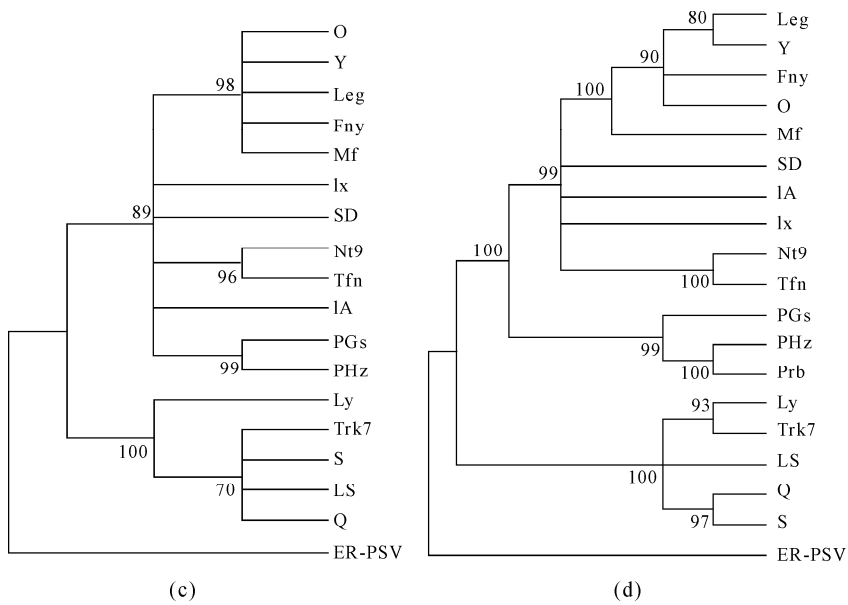 O
Y
98
Leg
Fny
Mf
lx
89
SD
Nt9
96
Tfn
lA
PGs
99
PHz
Ly
100
Trk7
S
70
LS
Q
ER-PSV
(c)
80
Leg
Y
90
Fny
100
O
Mf
99
SD
lA
lx
100
Nt9
100
Tfn
PGs
99
PHz
100
Prb
93
Ly
Trk7
100
LS
Q
97
S
ER-PSV
(d)